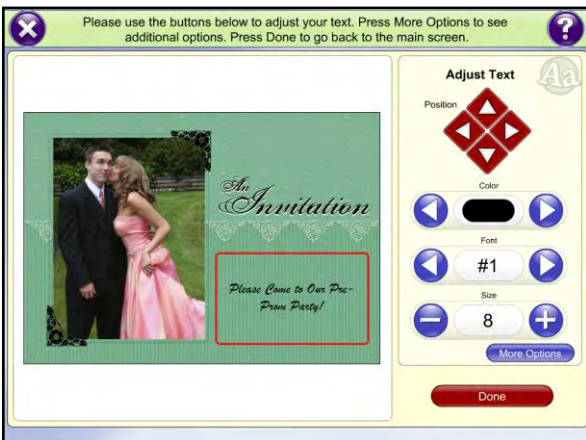 Please use the buttons below to adjust your text. Press More Options to see
additional options. Press Done to go back to the main screen.
?
Adjust Text
Aa
Position
Color
Font
#1
Size
8
More Options
Done
An
Invitation
Please Come to Our Pre-
Prom Party!